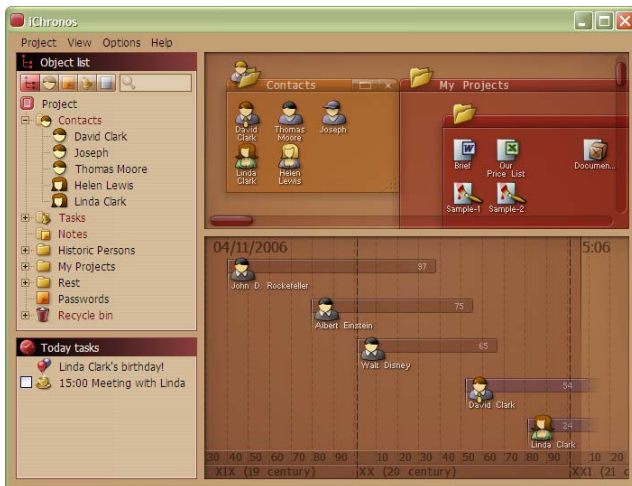 iChronos
Project View Options Help
Object list
Project
Contacts
David Clark
Joseph
Thomas Moore
Helen Lewis
Linda Clark
Tasks
Notes
Historic Persons
My Projects
Rest
Passwords
Recycle bin
Today tasks
Linda Clark's birthday!
15:00 Meeting with Linda
Contacts
David
Clark
Thomas
Moore
Joseph
Linda
Clark
Helen
Lewis
My Projects
Brief
Our
Price List
Documen...
Sample-1
Sample-2
04/11/2006
5:06
97
John D. Rockefeller
75
Albert Einstein
65
Walt Disney
54
David Clark
24
Linda Clark
30 40 50 60 70 80 90 10 20 30 40 50 60 70 80 90 10 20
XIX (19 century) XX (20 century) XXI (21 c